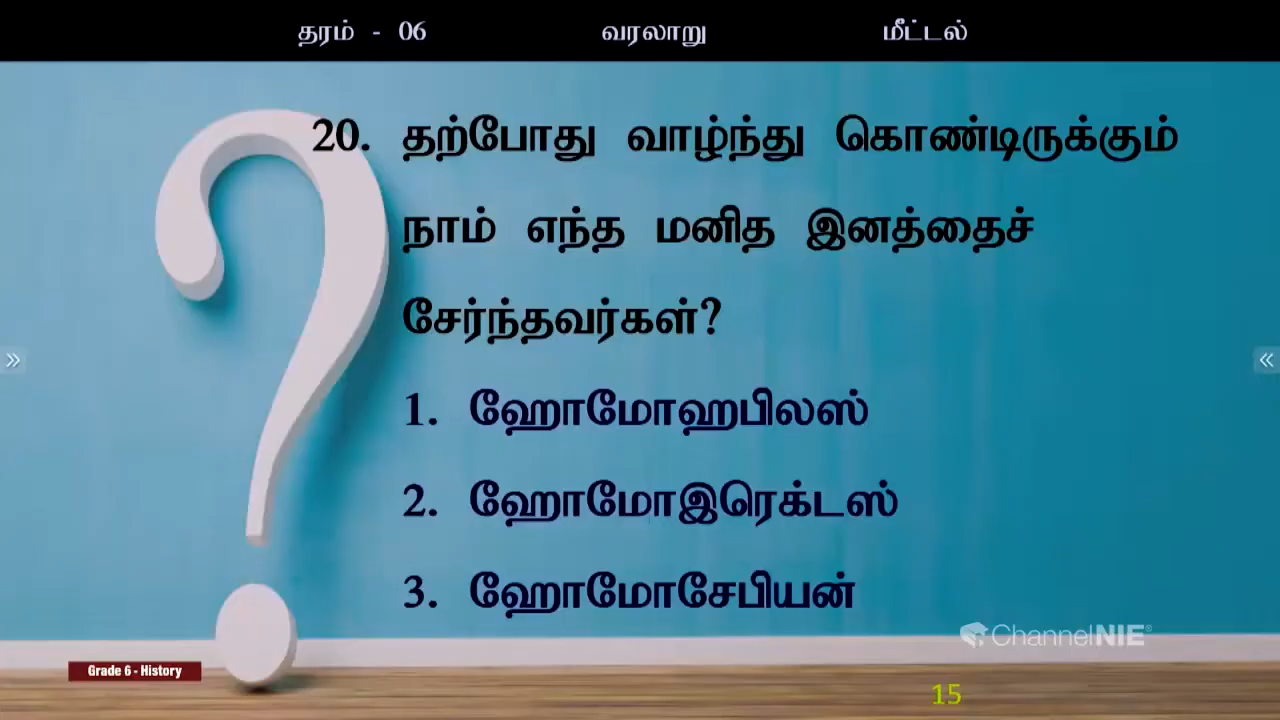 தரம் - 06 வரலாறு மீட்டல்
20. தற்போது வாழ்ந்து கொண்டிருக்கும்
நாம் எந்த மனித இனத்தைச்
சேர்ந்தவர்கள்?
1. ஹோமோஹபிலஸ்
2. ஹோமோஇரெக்டஸ்
3. ஹோமோசேபியன்
ChannelNIE®
Grade 6 - History
15